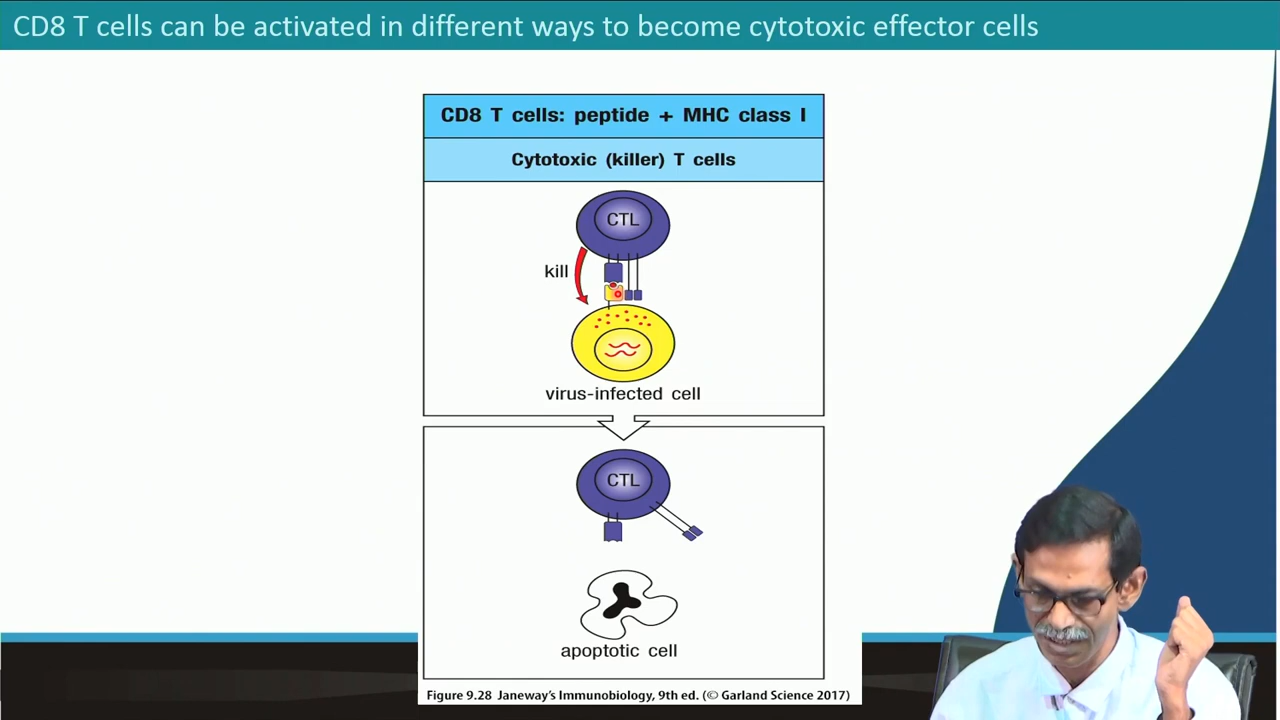 CD8 T cells can be activated in different ways to become cytotoxic effector cells
CD8 T cells: peptide + MHC class I
Cytotoxic (killer) T cells
CTL
kill
virus-infected cell
CTL
apoptotic cell
Figure 9.28 Janeway's Immunobiology, 9th ed. (© Garland Science 2017)